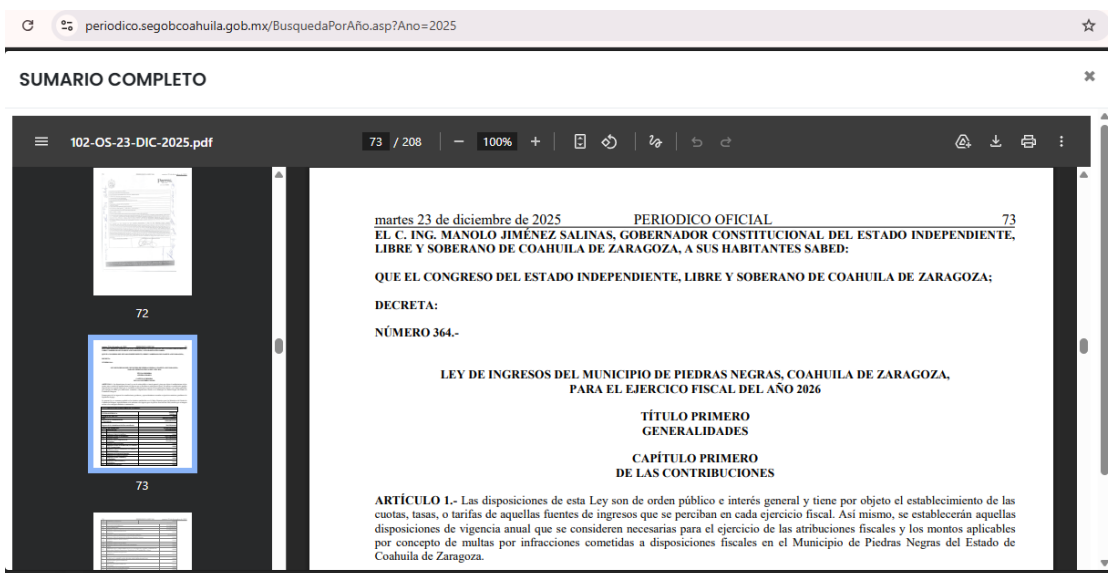 periodico.segobcoahuila.gob.mx/BusquedaPorAño.asp?Ano=2025
SUMARIO COMPLETO
102-OS-23-DIC-2025.pdf
73 / 208
100%
72
73
martes 23 de diciembre de 2025 PERIODICO OFICIAL 73
EL C. ING. MANOLO JIMÉNEZ SALINAS, GOBERNADOR CONSTITUCIONAL DEL ESTADO INDEPENDIENTE,
LIBRE Y SOBERANO DE COAHUILA DE ZARAGOZA, A SUS HABITANTES SABED:
QUE EL CONGRESO DEL ESTADO INDEPENDIENTE, LIBRE Y SOBERANO DE COAHUILA DE ZARAGOZA;
DECRETA:
NÚMERO 364.-
LEY DE INGRESOS DEL MUNICIPIO DE PIEDRAS NEGRAS, COAHUILA DE ZARAGOZA,
PARA EL EJERCICO FISCAL DEL AÑO 2026
TÍTULO PRIMERO
GENERALIDADES
CAPÍTULO PRIMERO
DE LAS CONTRIBUCIONES
ARTÍCULO 1.- Las disposiciones de esta Ley son de orden público e interés general y tiene por objeto el establecimiento de las
cuotas, tasas, o tarifas de aquellas fuentes de ingresos que se perciban en cada ejercicio fiscal. Así mismo, se establecerán aquellas
disposiciones de vigencia anual que se consideren necesarias para el ejercicio de las atribuciones fiscales y los montos aplicables
por concepto de multas por infracciones cometidas a disposiciones fiscales en el Municipio de Piedras Negras del Estado de
Coahuila de Zaragoza.